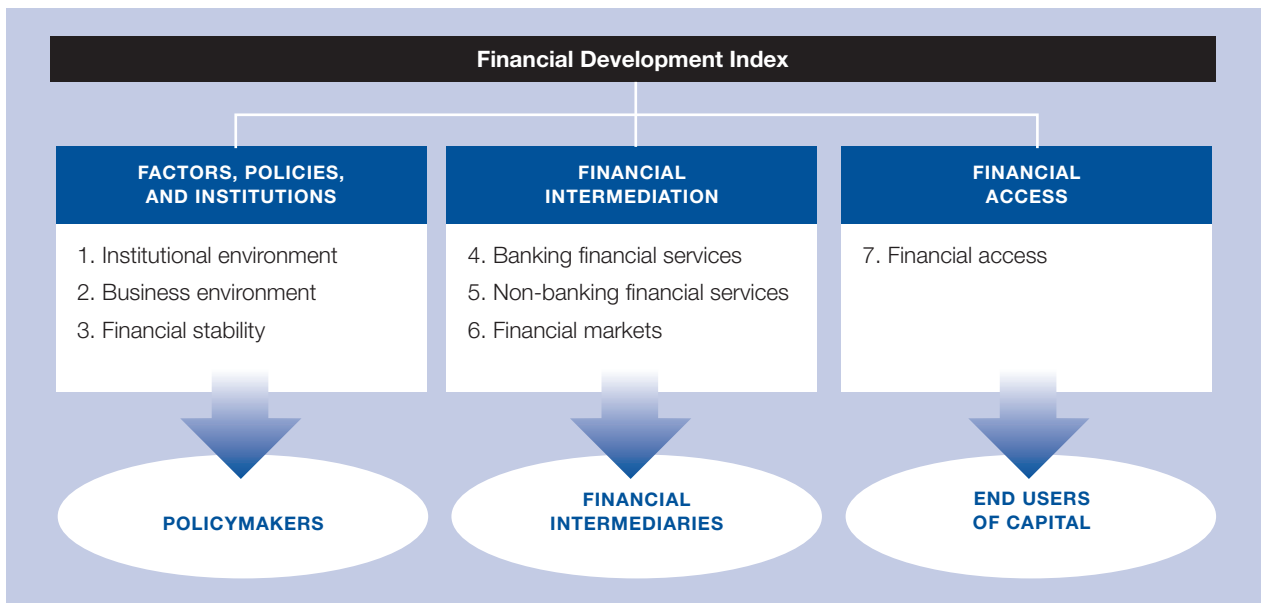 Financial Development Index
FACTORS, POLICIES,
AND INSTITUTIONS
1. Institutional environment
2. Business environment
3. Financial stability
POLICYMAKERS
FINANCIAL
INTERMEDIATION
4. Banking financial services
5. Non-banking financial services
6. Financial markets
FINANCIAL
INTERMEDIARIES
FINANCIAL
ACCESS
7. Financial access
END USERS
OF CAPITAL